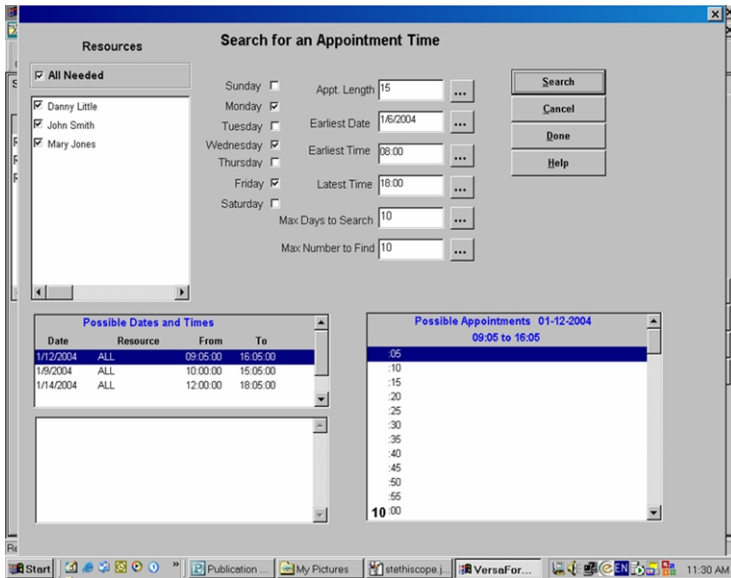 Resources
Search for an Appointment Time
All Needed
Danny Little
John Smith
Mary Jones
Sunday
Monday
Tuesday
Wednesday
Thursday
Friday
Saturday
Appt. Length 15 ...
Earliest Date 1/6/2004 ...
Earliest Time 08:00 ...
Latest Time 18:00 ...
Max Days to Search 10 ...
Max Number to Find 10 ...
Search
Cancel
Done
Help
Possible Dates and Times
Date Resource From To
1/12/2004 ALL 09:05:00 16:05:00
1/9/2004 ALL 10:00:00 15:05:00
1/14/2004 ALL 12:00:00 18:05:00
Possible Appointments 01-12-2004
09:05 to 16:05
:05
:10
:15
:20
:25
:30
:35
:40
:45
:50
:55
10 :00
Start
»
Publication ...
My Pictures
stethiscope.j...
VersaFor...
EN
11:30 AM